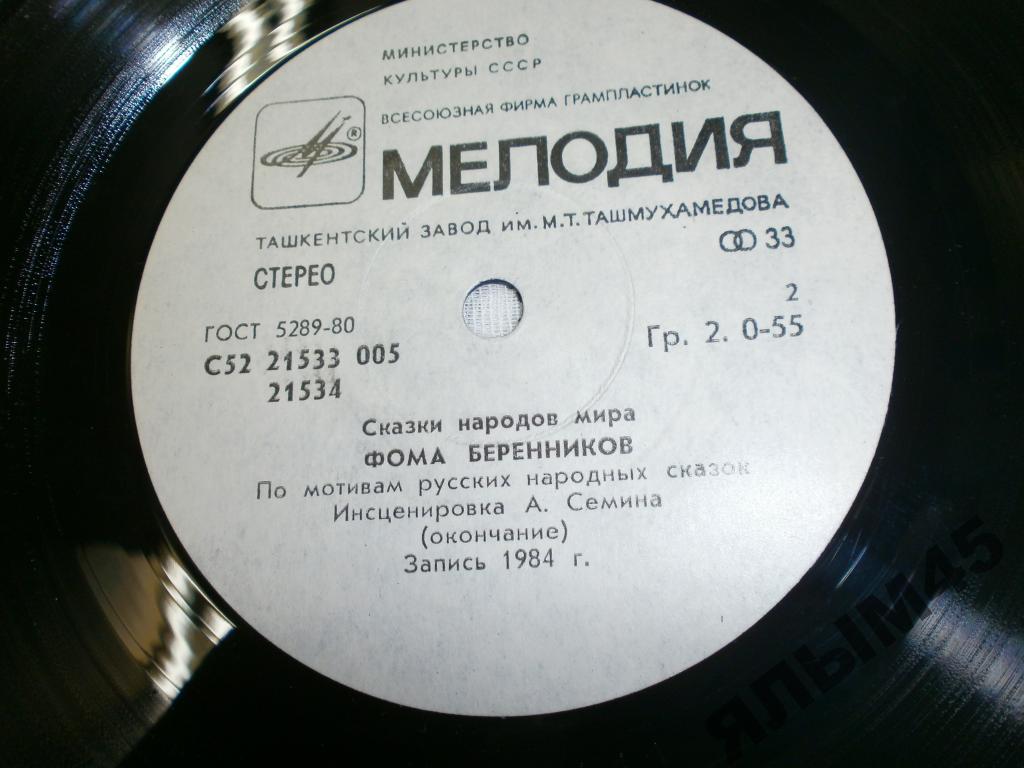 МИНИСТЕРСТВО
КУЛЬТУРЫ СССР
ВСЕСОЮЗНАЯ ФИРМА ГРАМПЛАСТИНОК
®
МЕЛОДИЯ
ТАШКЕНТСКИЙ ЗАВОД ИМ. М.Т. ТАШМУХАМЕДОВА
СТЕРЕО
33
2
ГОСТ 5289-80
Гр. 2. 0-55
С52 21533 005
21534
Сказки народов мира
ФОМА БЕРЕННИКОВ
По мотивам русских народных сказок
Инсценировка А. Семина
(окончание)
Запись 1984 г.
ЯЛЫМ45